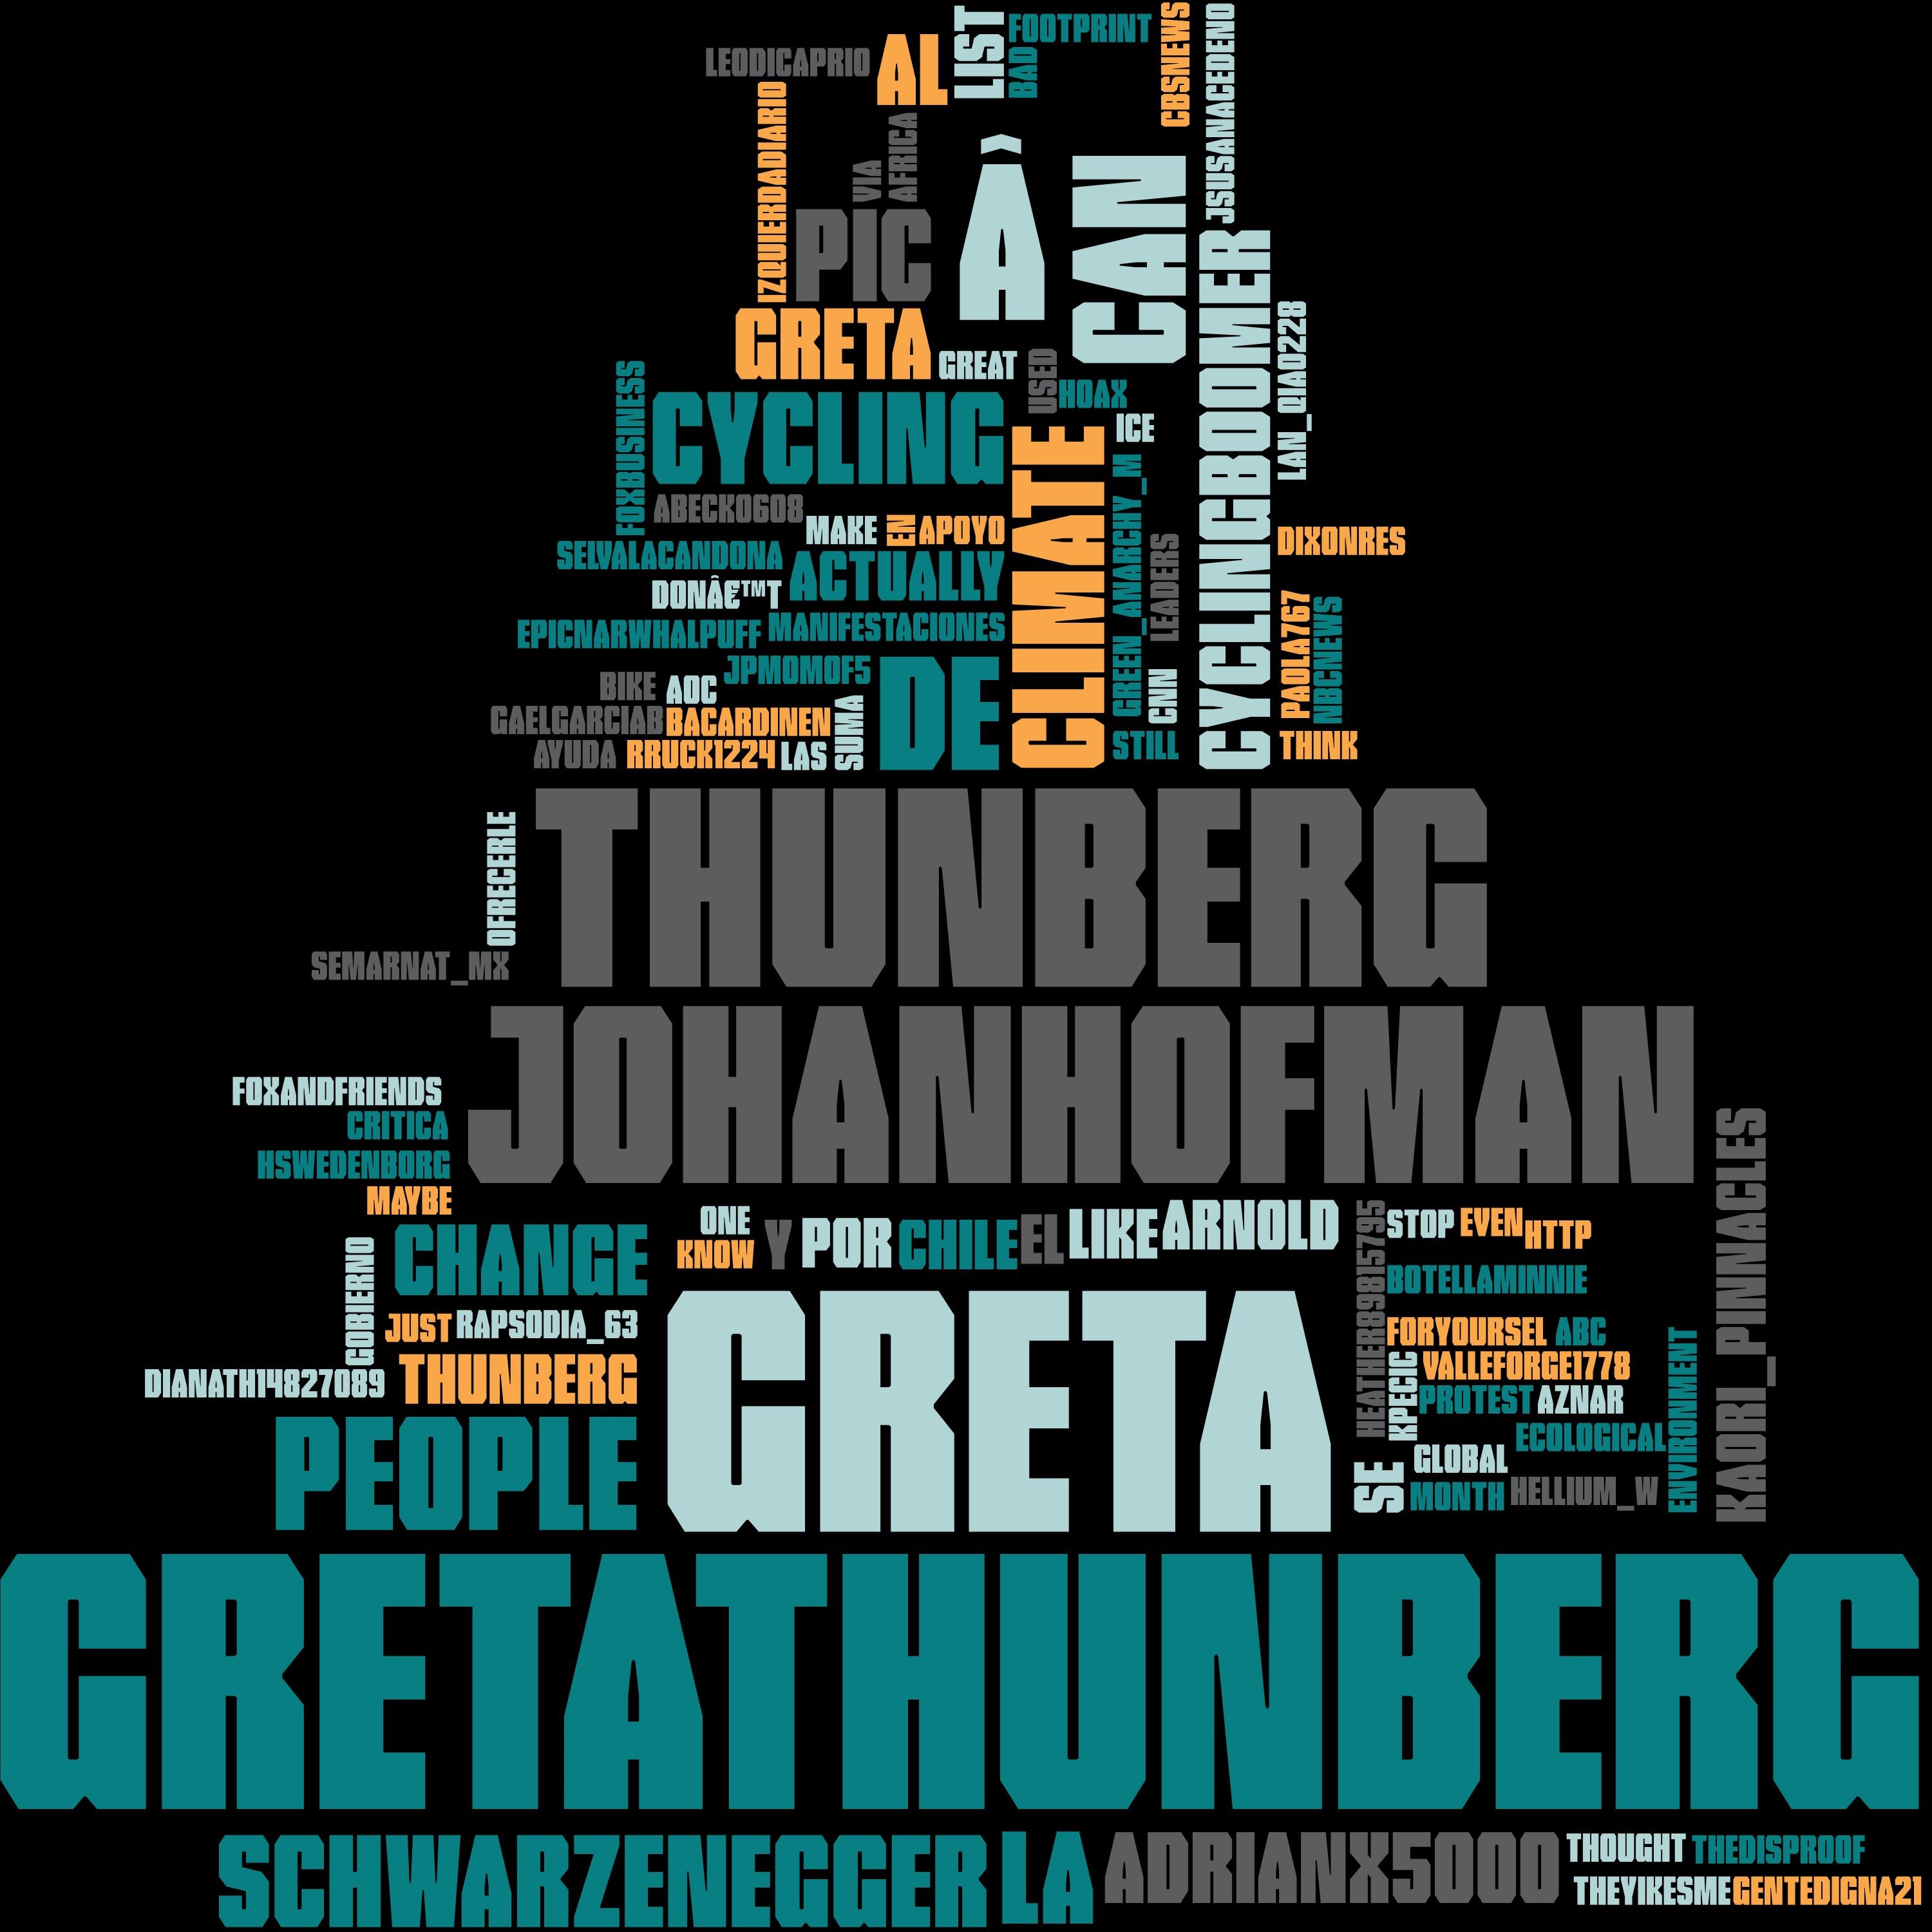 LEODICAPRIO
AL
LIST
FOOTPRINT
BAD
CBSNEWS
JSUSANACEDENO
IZQUIERDADIARIO
VIA
AFRICA
PIC
Â
CAN
GRETA
GREAT
USED
HOAX
ICE
CYCLINGBOOMER
LAN_QIAO228
FOXBUSINESS
CYCLING
CLIMATE
GREEN_ANARCHY_M
ABECK0608
MAKE
EN
APOYO
LEADERS
DIXONRES
SELVALACANDONA
ACTUALLY
DONÂ€™T
EPICNARWHALPUFF
MANIFESTACIONES
PAOLA767
NBCNEWS
JPMOMOF5
DE
BIKE
AOC
CNN
GAELGARCIAB
BACARDINEN
SUMA
AYUDA
RRUCK1224
LAS
STILL
THINK
OFRECERLE
THUNBERG
SEMARNAT_MX
JOHANHOFMAN
FOXANDFRIENDS
CRITICA
HSWEDENBORG
MAYBE
KAORI_PINNACLES
ONE
KNOW
Y
POR
CHILE
EL
LIKE
ARNOLD
HEATHER89815795
STOP
EVEN
HTTP
CHANGE
GOBIERNO
BOTELLAMINNIE
JUST
RAPSODIA_63
GRETA
FORYOURSEL
ABC
ENVIRONMENT
DIANATH14827089
THUNBERG
KPECIC
VALLEFORGE1778
PROTEST
AZNAR
PEOPLE
ECOLOGICAL
SE
GLOBAL
MONTH
HELLIUM_W
GRETATHUNBERG
SCHWARZENEGGER
LA
ADRIANX5000
THOUGHT
THEDISPROOF
THEYIKESME
GENTEDIGNA21